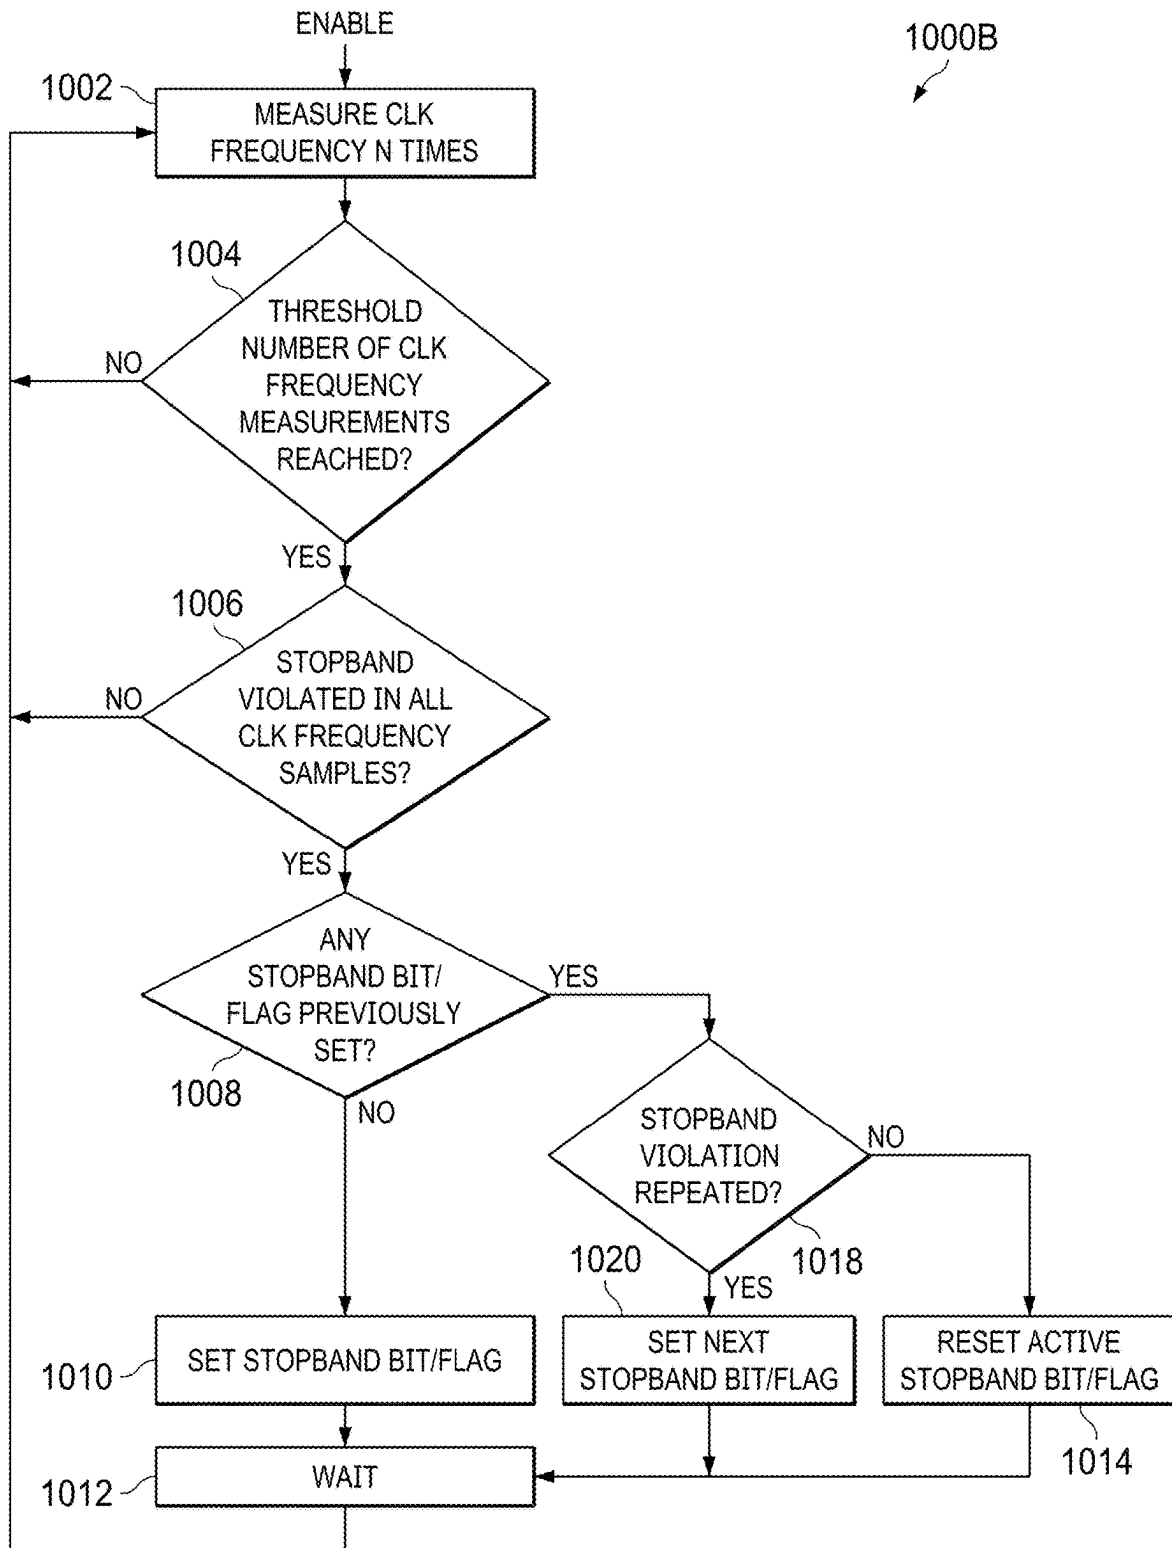 ENABLE
1000B
1002
MEASURE CLK
FREQUENCY N TIMES
1004
THRESHOLD
NUMBER OF CLK
FREQUENCY
MEASUREMENTS
REACHED?
NO
YES
1006
STOPBAND
VIOLATED IN ALL
CLK FREQUENCY
SAMPLES?
NO
YES
ANY
STOPBAND BIT/
FLAG PREVIOUSLY
SET?
YES
1008
NO
STOPBAND
VIOLATION
REPEATED?
NO
1018
YES
1020
SET STOPBAND BIT/FLAG
1010
SET NEXT
STOPBAND BIT/FLAG
RESET ACTIVE
STOPBAND BIT/FLAG
1014
WAIT
1012